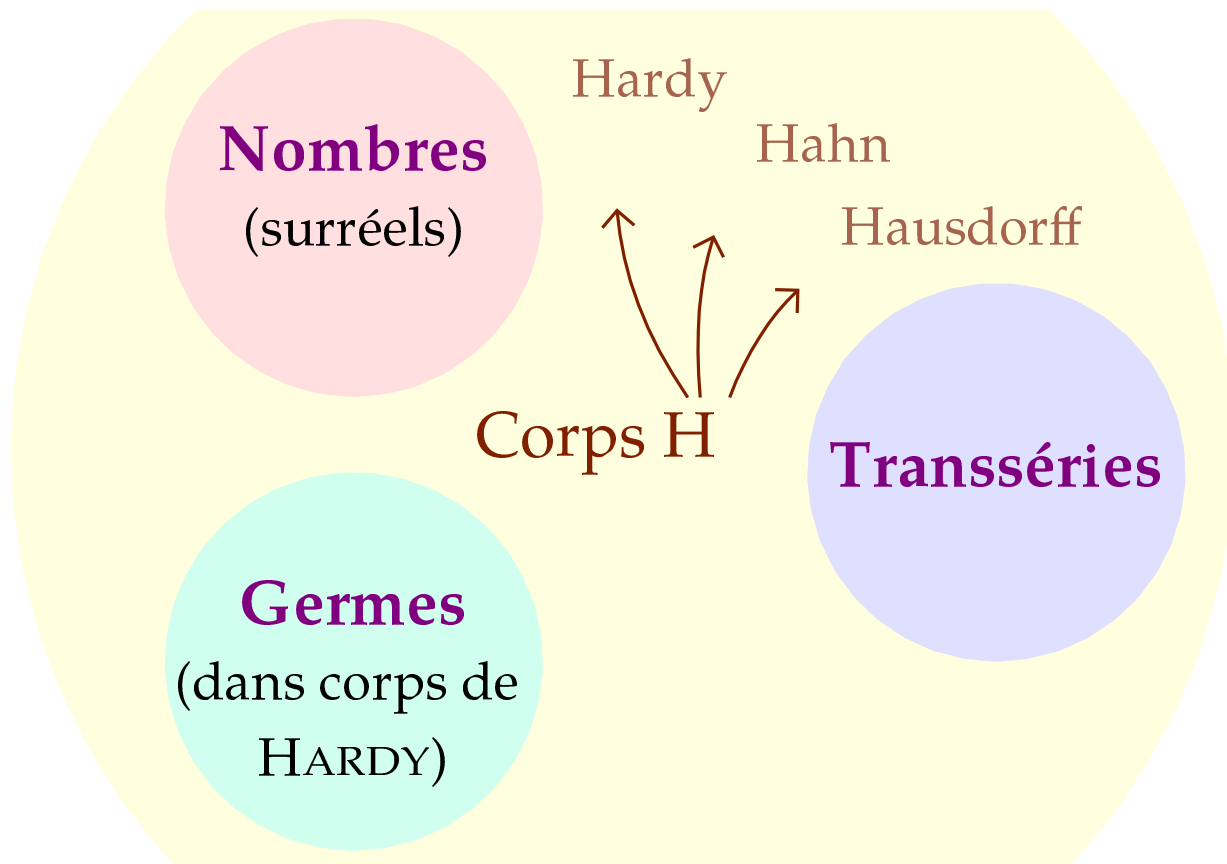 Hardy
Hahn
Nombres
(surréels)
Hausdorff
Corps H
Transséries
Germes
(dans corps de
HARDY)